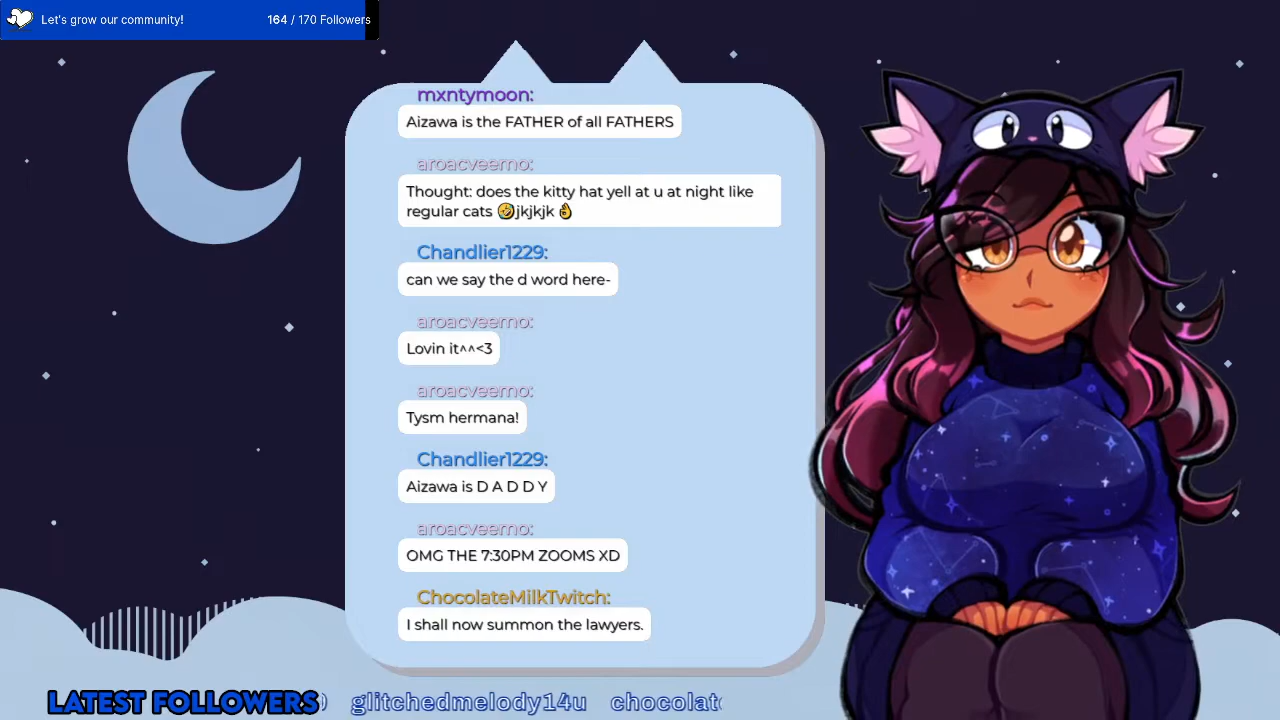 Let's grow our community!
164 / 170 Followers
mxntymoon:
Aizawa is the FATHER of all FATHERS
aroacveemo:
Thought: does the kitty hat yell at u at night like
regular cats 🤣jkjkjk👌
Chandlier1229:
can we say the d word here-
aroacveemo:
Lovin it^^<3
aroacveemo:
Tysm hermana!
Chandlier1229:
Aizawa is D A D D Y
aroacveemo:
OMG THE 7:30PM ZOOMS XD
ChocolateMilkTwitch:
I shall now summon the lawyers.
LATEST FOLLOWERS
glitchedmelody14u chocolat